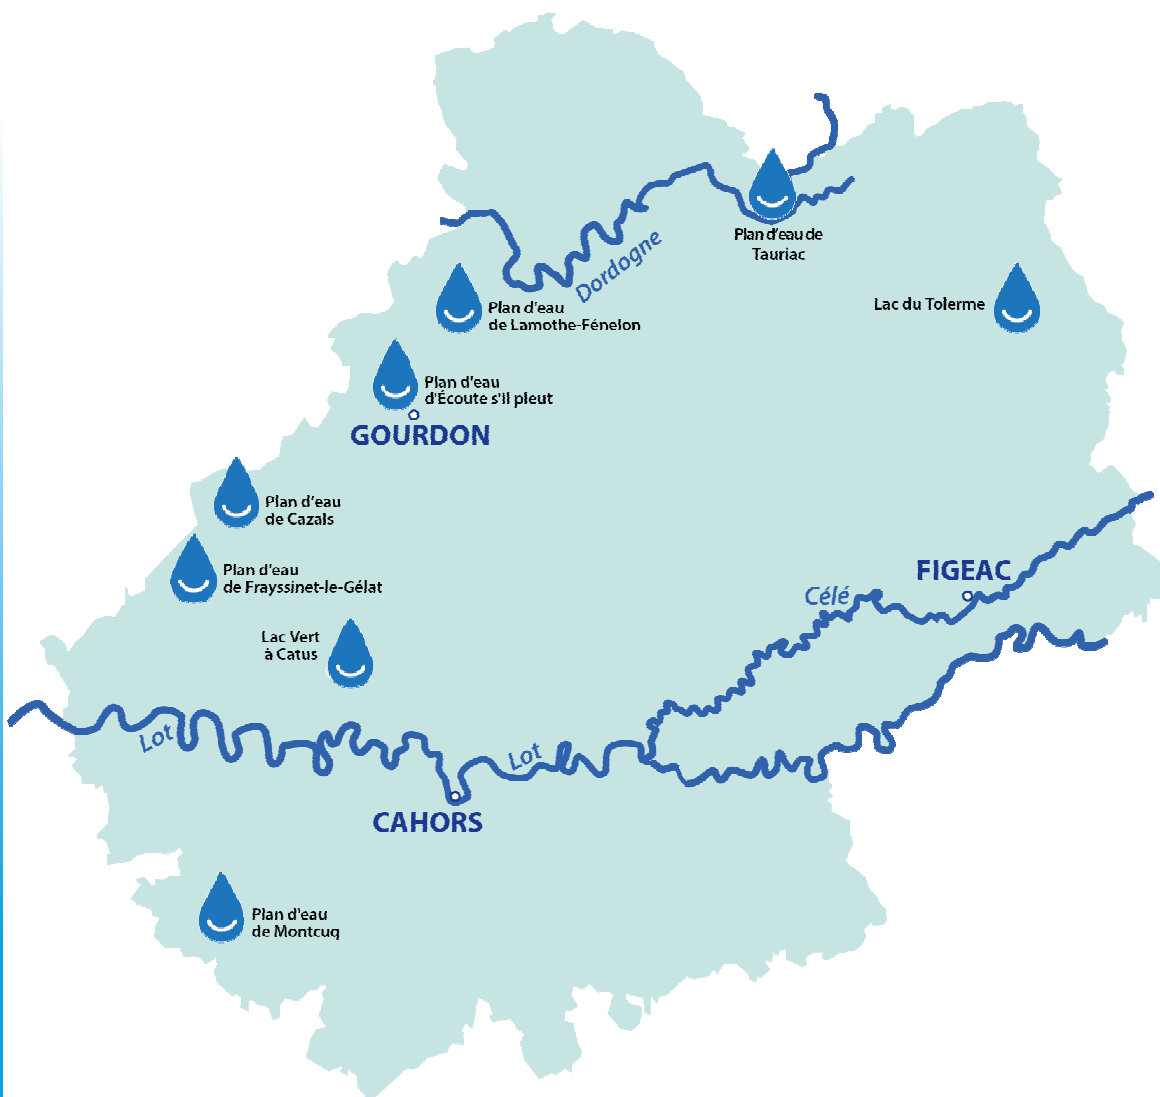 Plan d'eau de
Tauriac
Dordogne
Lac du Tolerme
Plan d'eau
de Lamothe-Fénelon
Plan d'eau
d'Écoute s'il pleut
GOURDON
Plan d'eau
de Cazals
Plan d'eau
de Frayssinet-le-Gélat
FIGEAC
Célé
Lac Vert
à Catus
Lot
Lot
CAHORS
Plan d'eau
de Montcuq